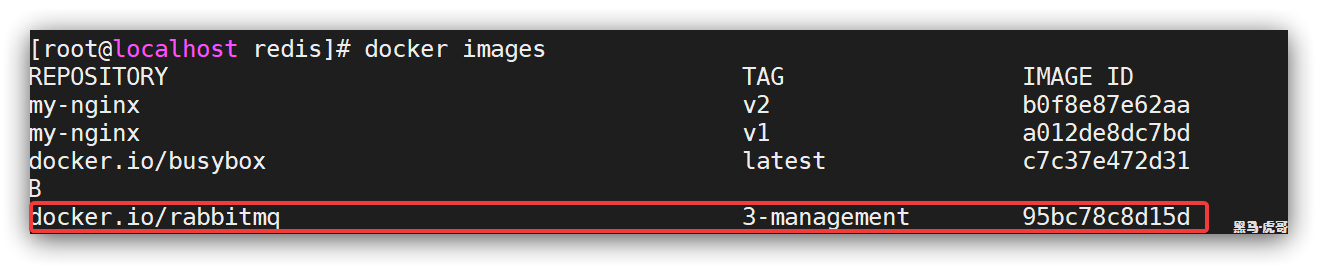 [root@localhost redis]# docker images
REPOSITORY TAG IMAGE ID
my-nginx v2 b0f8e87e62aa
my-nginx v1 a012de8dc7bd
docker.io/busybox latest c7c37e472d31
B
docker.io/rabbitmq 3-management 95bc78c8d15d
黑马·虎哥